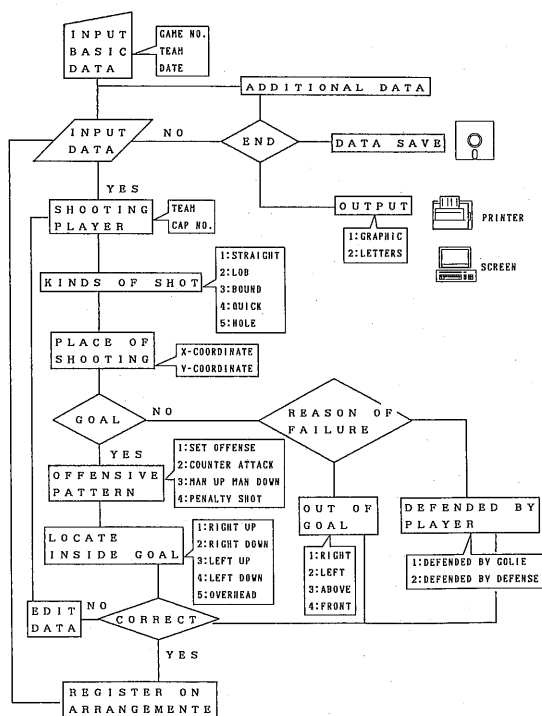 INPUT
BASIC
DATA
GAME NO.
TEAM
DATE
ADDITIONAL DATA
INPUT
DATA
NO
END
DATA SAVE
YES
SHOOTING
PLAYER
TEAM
CAP NO.
OUTPUT
1:GRAPHIC
2:LETTERS
PRINTER
SCREEN
KINDS OF SHOT
1:STRAIGHT
2:LOB
3:BOUND
4:QUICK
5:HOLE
PLACE OF
SHOOTING
X-COORDINATE
Y-COORDINATE
GOAL
NO
REASON OF
FAILURE
YES
OFFENSIVE
PATTERN
1:SET OFFENSE
2:COUNTER ATTACK
3:MAN UP MAN DOWN
4:PENALTY SHOT
OUT OF
GOAL
1:RIGHT
2:LEFT
3:ABOVE
4:FRONT
DEFENDED BY
PLAYER
1:DEFENDED BY GOLIE
2:DEFENDED BY DEFENSE
LOCATE
INSIDE GOAL
1:RIGHT UP
2:RIGHT DOWN
3:LEFT UP
4:LEFT DOWN
5:OVERHEAD
EDIT
DATA
NO
CORRECT
YES
REGISTER ON
ARRANGEMENTE